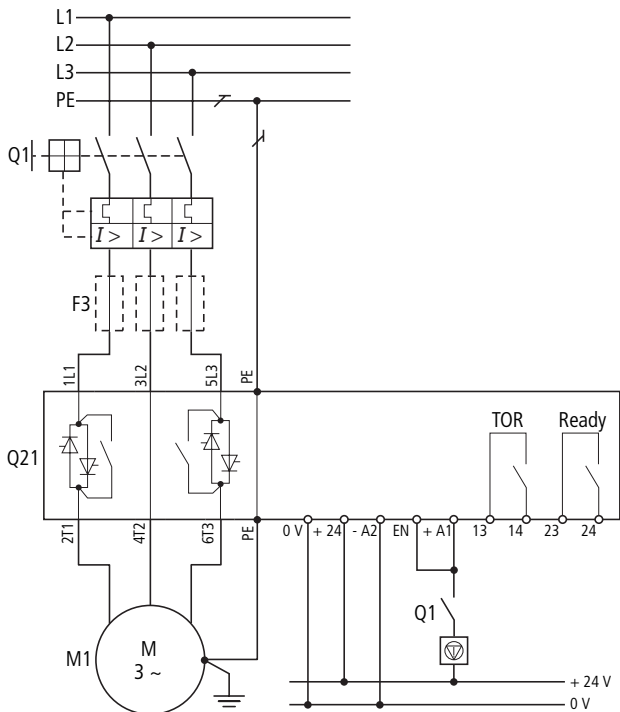 L1
L2
L3
PE
Q1
I > I > I >
F3
1L1 3L2 5L3 PE
TOR Ready
Q21
2T1 4T2 6T3 PE
0 V + 24 - A2 EN + A1 13 14 23 24
Q1
M1
M
3 ~
+ 24 V
0 V